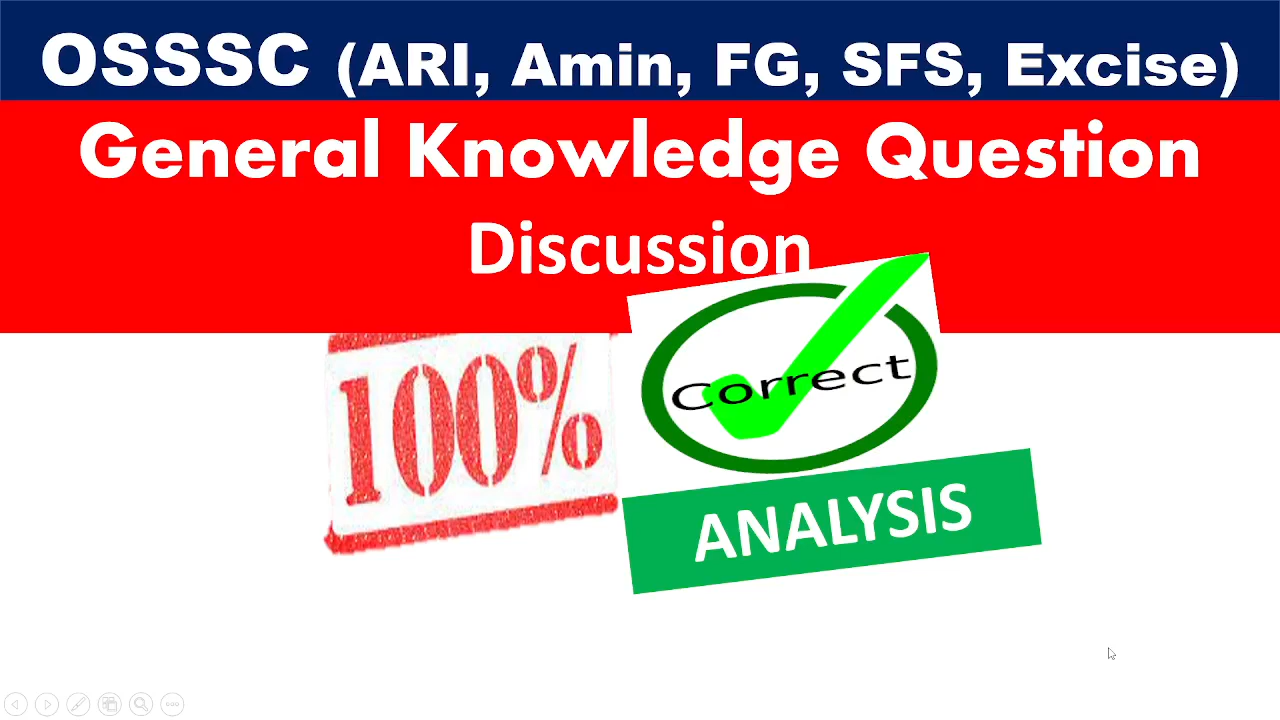 OSSSC (ARI, Amin, FG, SFS, Excise)
General Knowledge Question
Discussion
100%
Correct
ANALYSIS